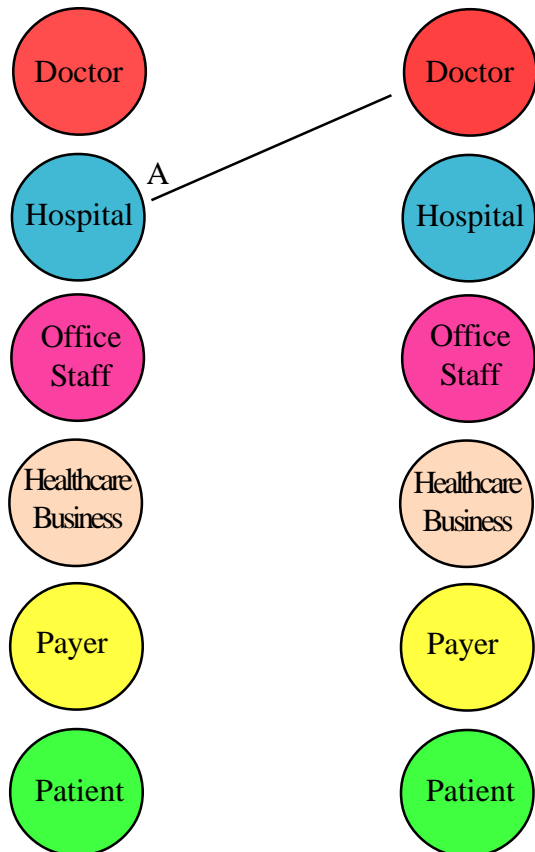 Doctor
Doctor
A
Hospital
Hospital
Office
Staff
Office
Staff
Healthcare
Business
Healthcare
Business
Payer
Payer
Patient
Patient